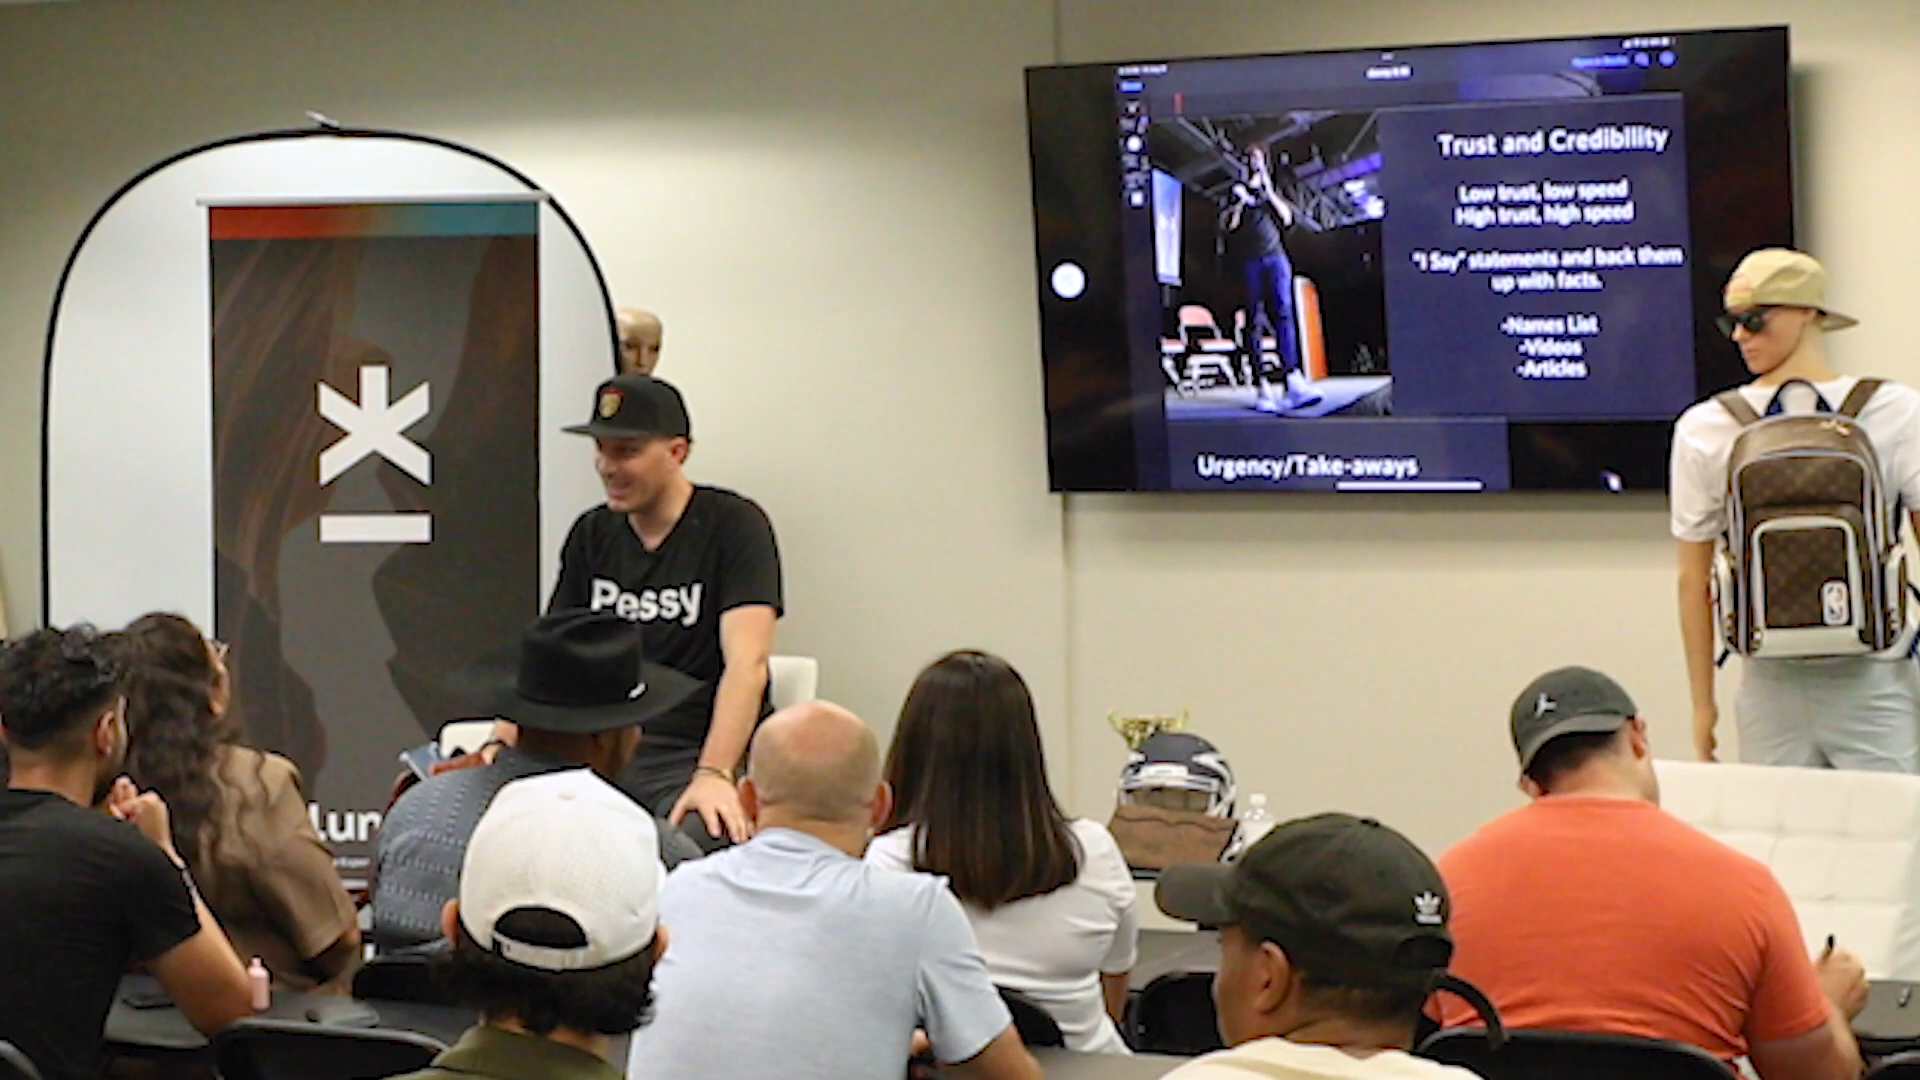 Trust and Credibility
Low trust, low speed
High trust, high speed
"I Say" statements and back them
up with facts.
-Names List
-Videos
-Articles
Urgency/Take-aways
Pessy